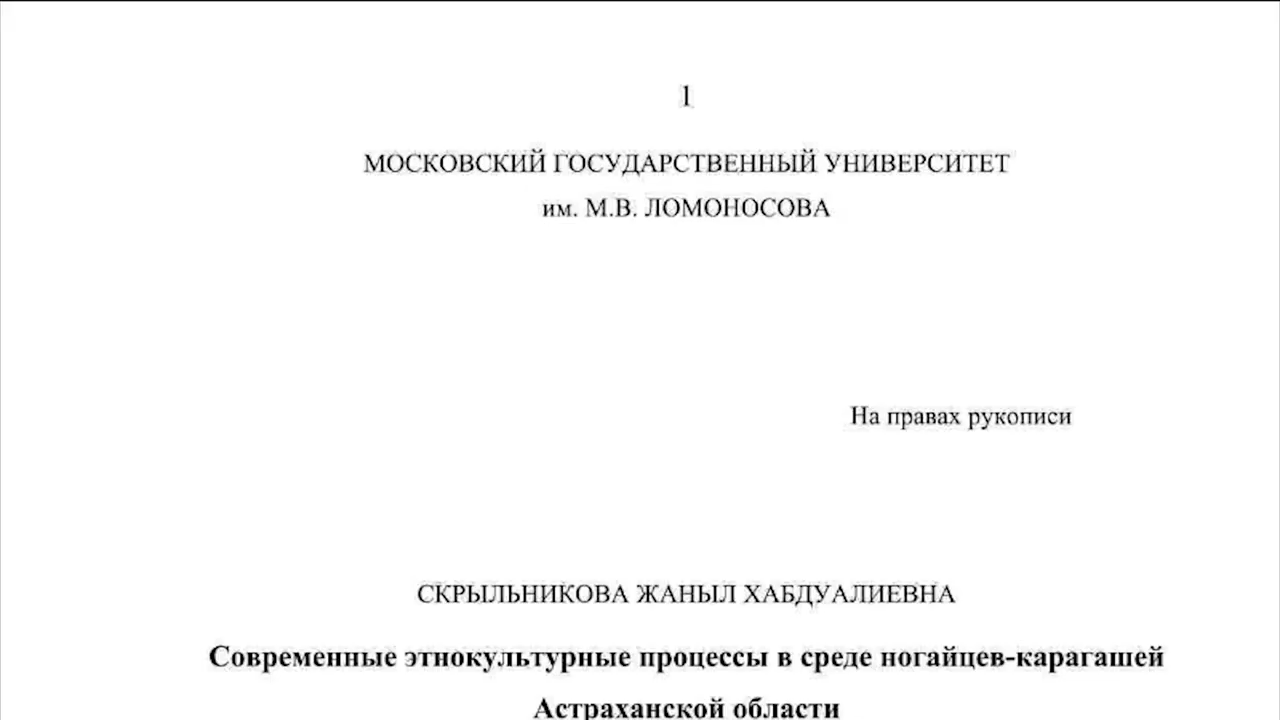 1
МОСКОВСКИЙ ГОСУДАРСТВЕННЫЙ УНИВЕРСИТЕТ
им. М.В. ЛОМОНОСОВА
На правах рукописи
СКРЫЛЬНИКОВА ЖАНЫЛ ХАБДУАЛИЕВНА
Современные этнокультурные процессы в среде ногайцев-карагашей
Астраханской области